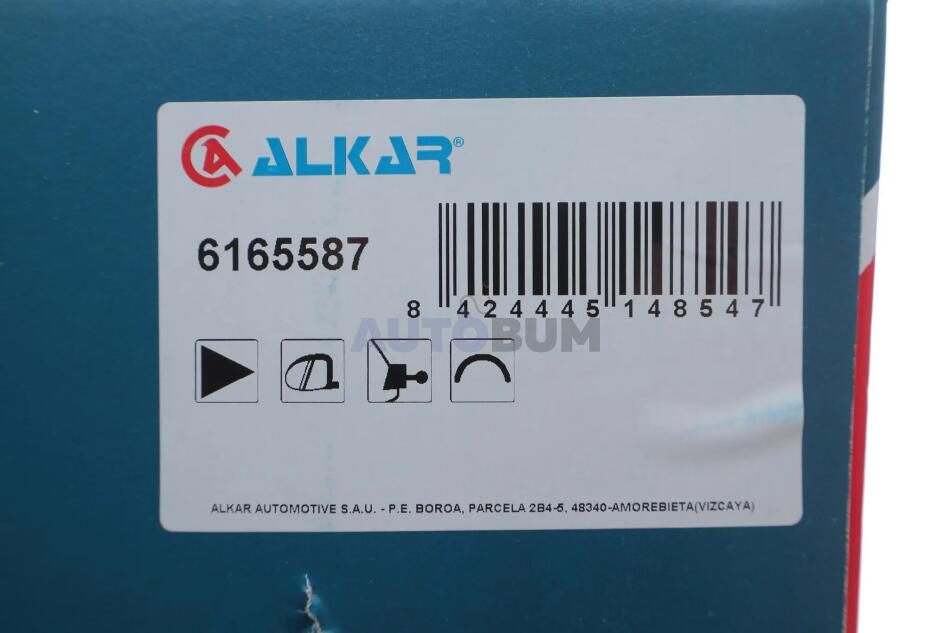 ALKAR®
6165587
8 424445 148547
AUTOBUM
ALKAR AUTOMOTIVE S.A.U. - P.E. BOROA, PARCELA 2B4-5, 48340-AMOREBIETA(VIZCAYA)